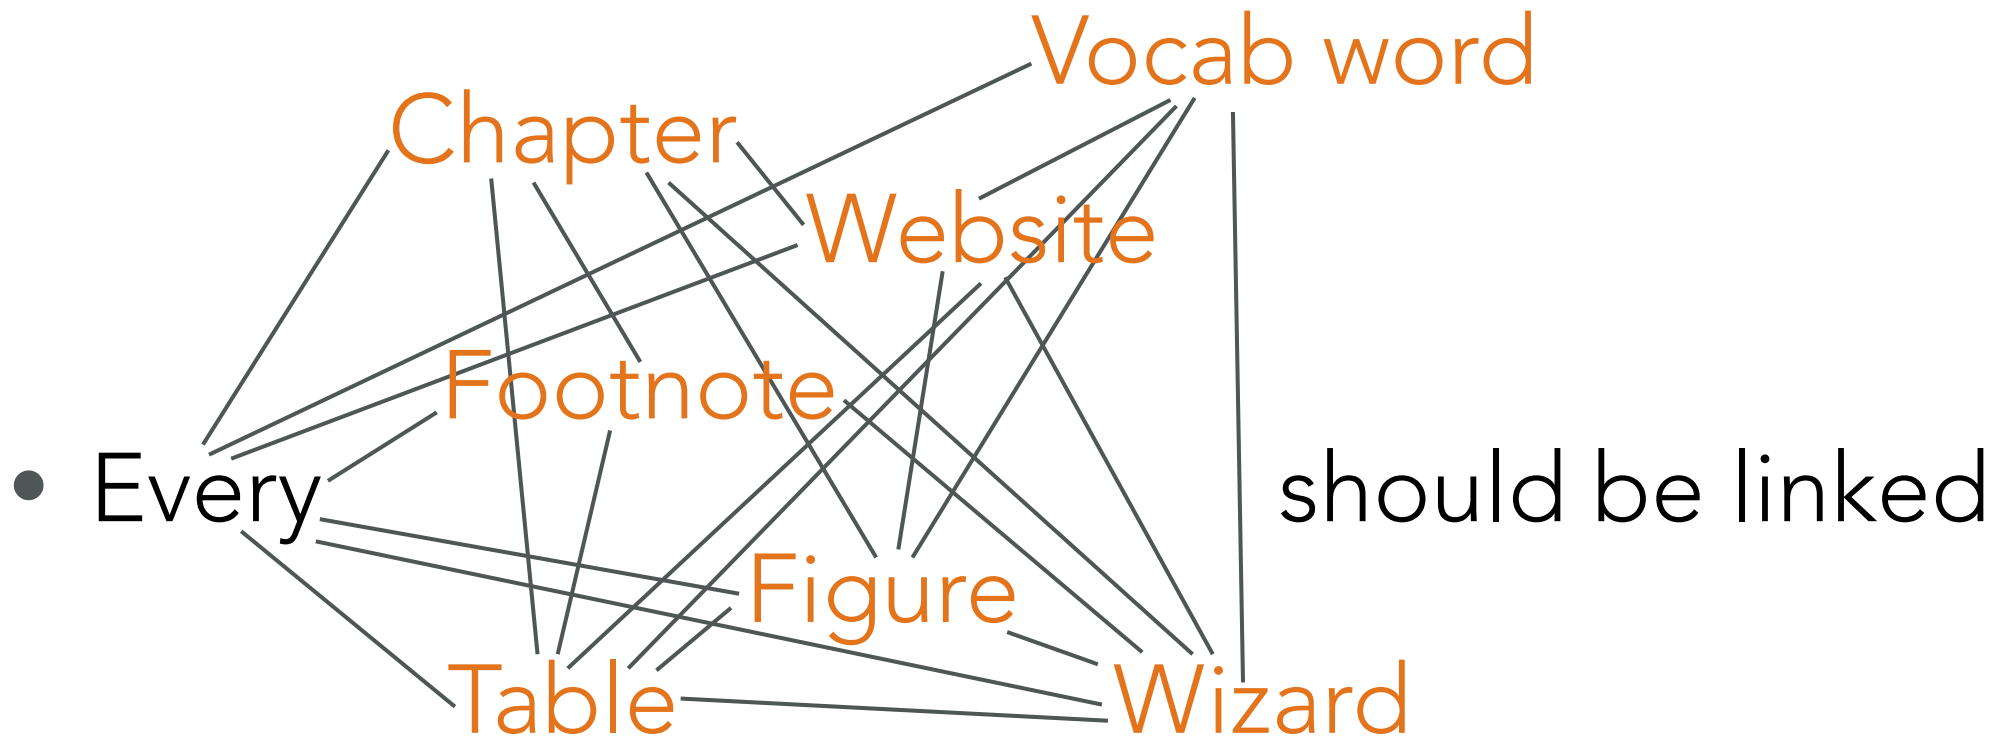 Vocab word
Chapter
Website
Footnote
• Every should be linked
Figure
Table Wizard